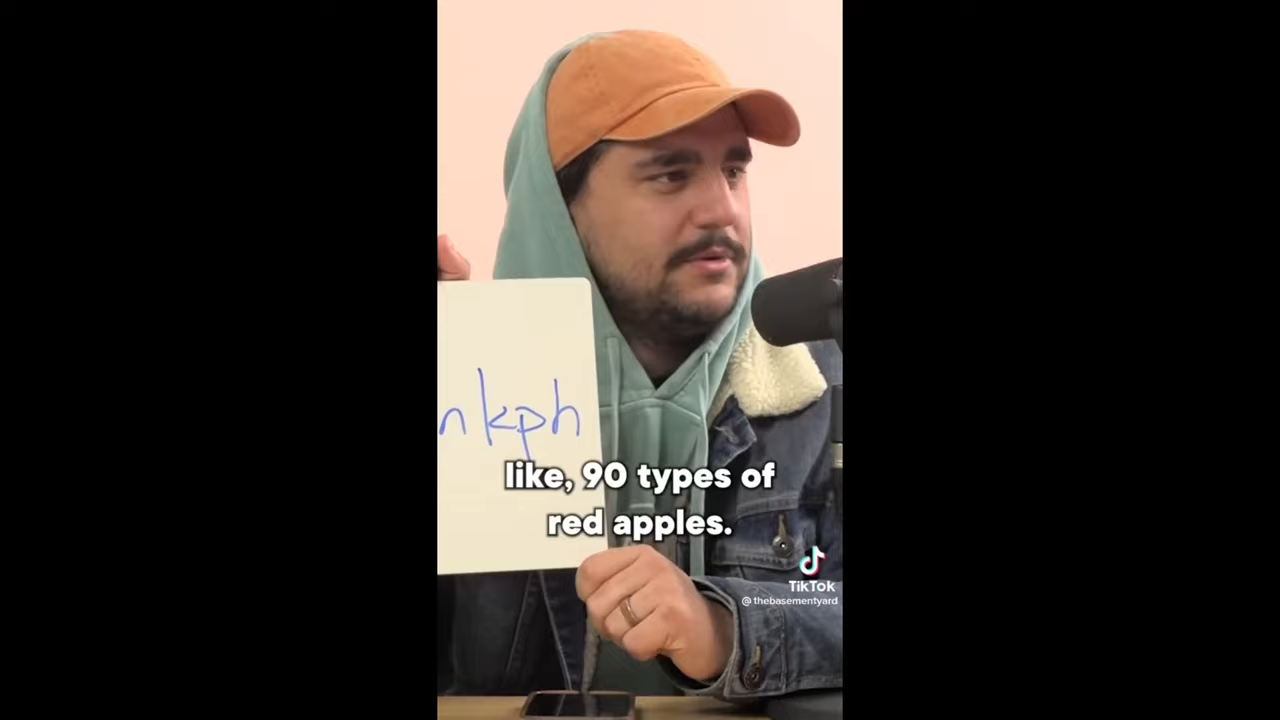 nkph
like, 90 types of
red apples.
TikTok
@thebasementyard